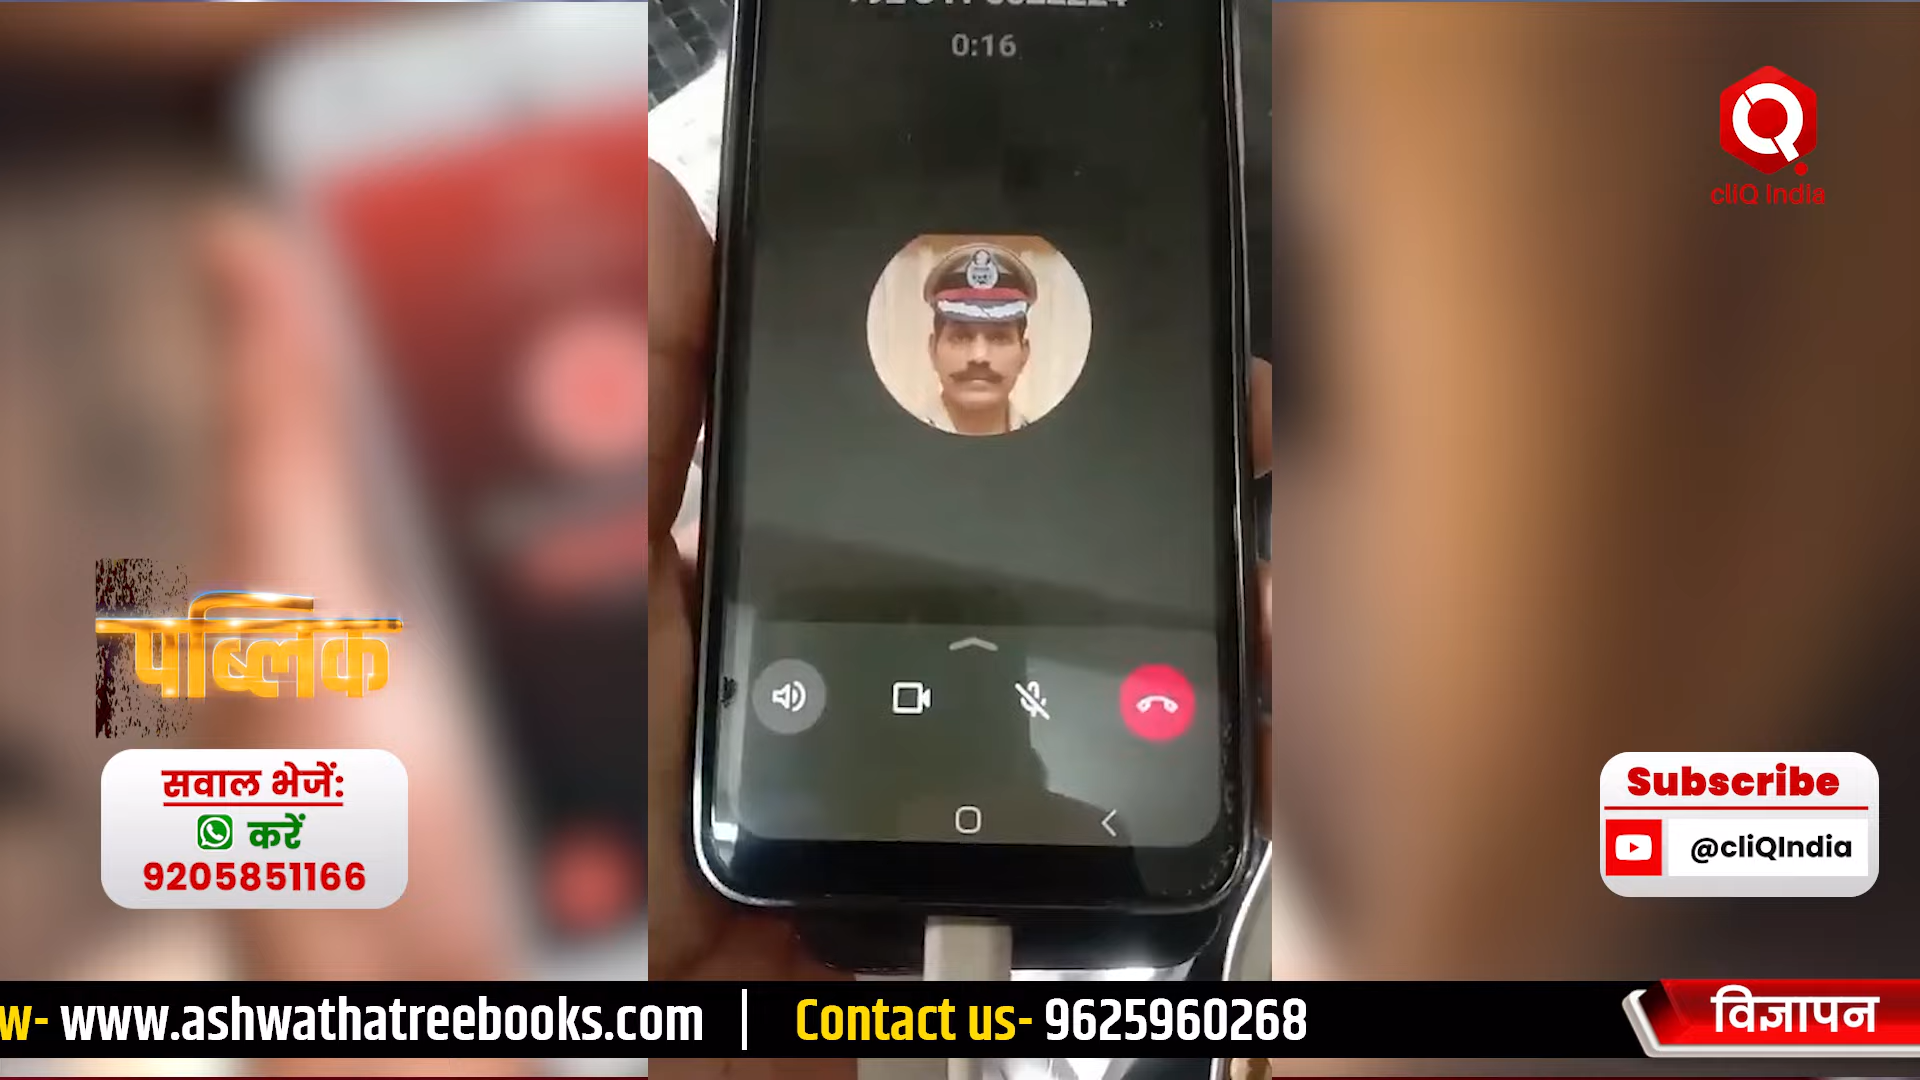 0:16
cliQ India
पब्लिक
सवाल भेजें:
करें
9205851166
Subscribe
@cliQIndia
w- www.ashwathatreebooks.com | Contact us- 9625960268
विज्ञापन